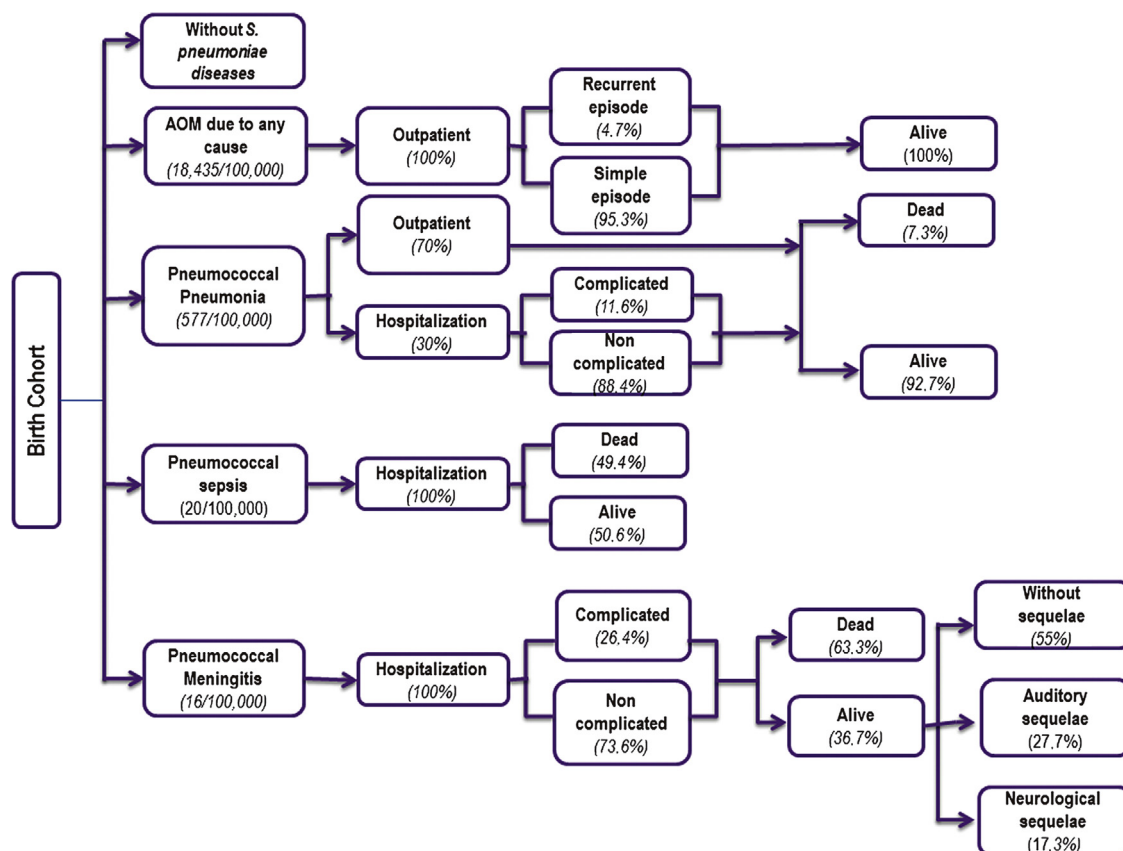 Birth Cohort
Without S.
pneumoniae
diseases
AOM due to any
cause
(18,435/100,000)
Outpatient
(100%)
Recurrent
episode
(4.7%)
Simple
episode
(95.3%)
Alive
(100%)
Pneumococcal
Pneumonia
(577/100,000)
Outpatient
(70%)
Hospitalization
(30%)
Complicated
(11.6%)
Non
complicated
(88.4%)
Dead
(7.3%)
Alive
(92.7%)
Pneumococcal
sepsis
(20/100,000)
Hospitalization
(100%)
Dead
(49.4%)
Alive
(50.6%)
Pneumococcal
Meningitis
(16/100,000)
Hospitalization
(100%)
Complicated
(26.4%)
Non
complicated
(73.6%)
Dead
(63.3%)
Alive
(36.7%)
Without
sequelae
(55%)
Auditory
sequelae
(27.7%)
Neurological
sequelae
(17.3%)